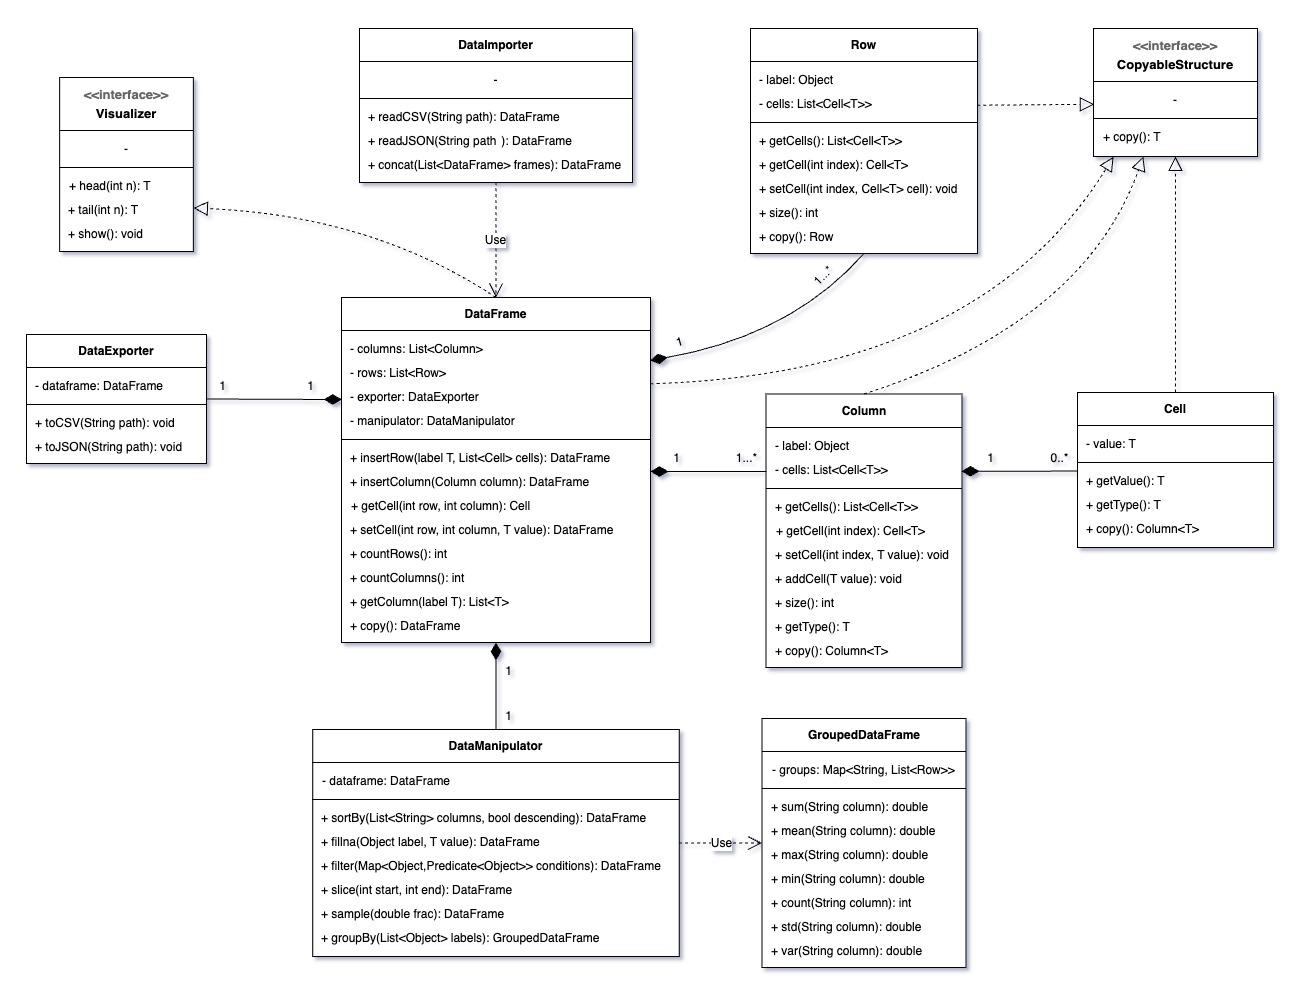 <<interface>>
Visualizer
-
+ head(int n): T
+ tail(int n): T
+ show(): void
DataImporter
-
+ readCSV(String path): DataFrame
+ readJSON(String path ): DataFrame
+ concat(List<DataFrame> frames): DataFrame
Use
Row
- label: Object
- cells: List<Cell<T>>
+ getCells(): List<Cell<T>>
+ getCell(int index): Cell<T>
+ setCell(int index, Cell<T> cell): void
+ size(): int
+ copy(): Row
1...*
1
<<interface>>
CopyableStructure
-
+ copy(): T
DataExporter
- dataframe: DataFrame
+ toCSV(String path): void
+ toJSON(String path): void
1
1
DataFrame
- columns: List<Column>
- rows: List<Row>
- exporter: DataExporter
- manipulator: DataManipulator
+ insertRow(label T, List<Cell> cells): DataFrame
+ insertColumn(Column column): DataFrame
+ getCell(int row, int column): Cell
+ setCell(int row, int column, T value): DataFrame
+ countRows(): int
+ countColumns(): int
+ getColumn(label T): List<T>
+ copy(): DataFrame
1
1...*
Column
- label: Object
- cells: List<Cell<T>>
+ getCells(): List<Cell<T>>
+ getCell(int index): Cell<T>
+ setCell(int index, T value): void
+ addCell(T value): void
+ size(): int
+ getType(): T
+ copy(): Column<T>
1
0..*
Cell
- value: T
+ getValue(): T
+ getType(): T
+ copy(): Column<T>
1
1
DataManipulator
- dataframe: DataFrame
+ sortBy(List<String> columns, bool descending): DataFrame
+ fillna(Object label, T value): DataFrame
+ filter(Map<Object,Predicate<Object>> conditions): DataFrame
+ slice(int start, int end): DataFrame
+ sample(double frac): DataFrame
+ groupBy(List<Object> labels): GroupedDataFrame
Use
GroupedDataFrame
- groups: Map<String, List<Row>>
+ sum(String column): double
+ mean(String column): double
+ max(String column): double
+ min(String column): double
+ count(String column): int
+ std(String column): double
+ var(String column): double